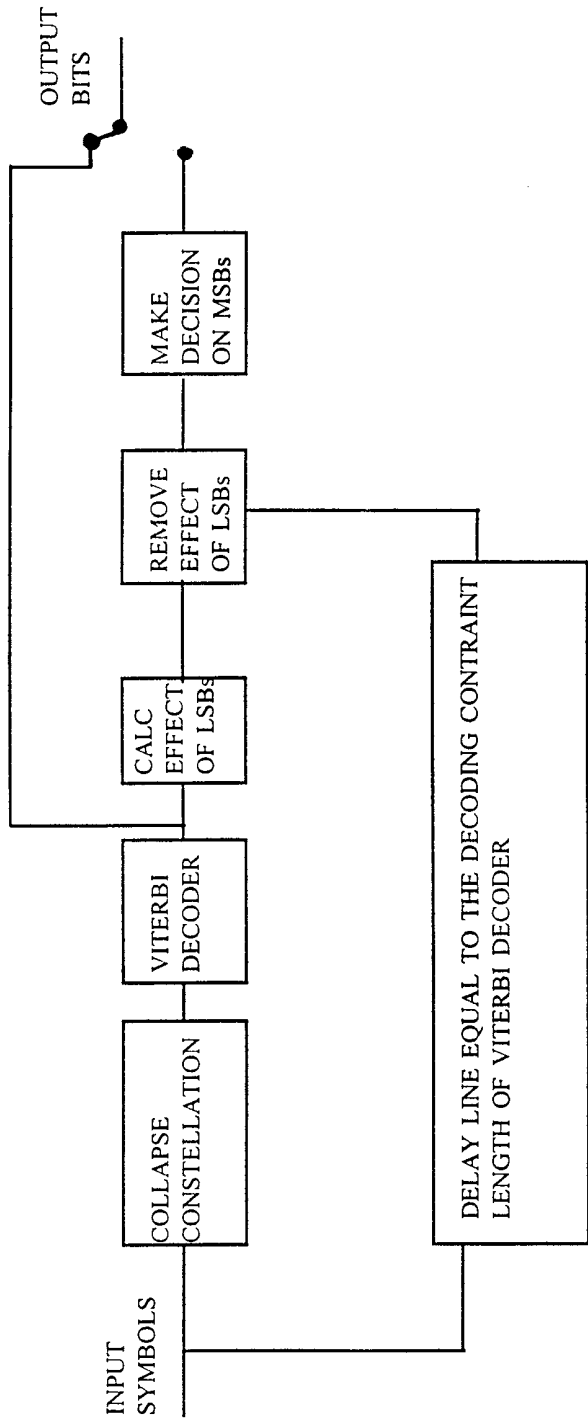 INPUT
SYMBOLS
COLLAPSE
CONSTELLATION
VITERBI
DECODER
CALC
EFFECT
OF LSBs
REMOVE
EFFECT
OF LSBs
MAKE
DECISION
ON MSBs
OUTPUT
BITS
DELAY LINE EQUAL TO THE DECODING CONTRAINT
LENGTH OF VITERBI DECODER